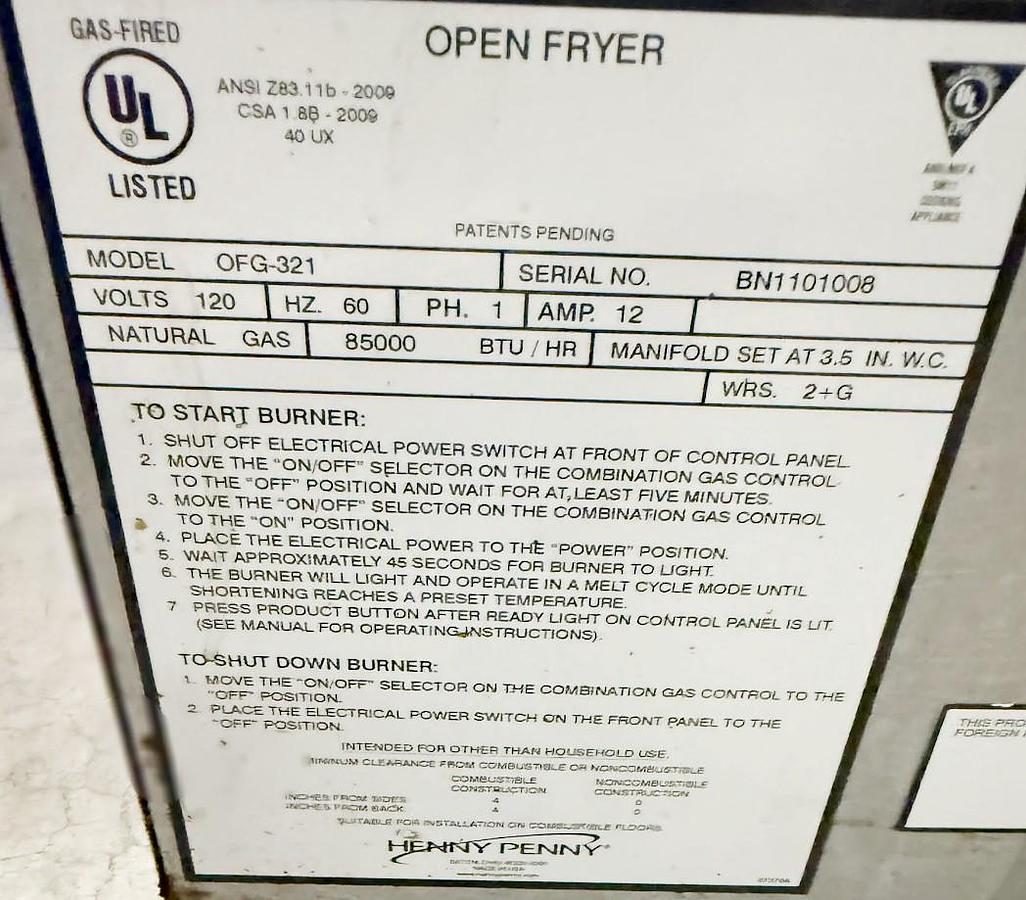 GAS-FIRED
OPEN FRYER
UL
®
LISTED
ANSI Z83.11b - 2009
CSA 1.8B - 2009
40 UX
UL
APPLIANCE
PATENTS PENDING
MODEL OFG-321 SERIAL NO. BN1101008
VOLTS 120 HZ. 60 PH. 1 AMP. 12
NATURAL GAS 85000 BTU / HR MANIFOLD SET AT 3.5 IN. W.C.
WRS. 2+G
TO START BURNER:
1. SHUT OFF ELECTRICAL POWER SWITCH AT FRONT OF CONTROL PANEL
2. MOVE THE "ON/OFF" SELECTOR ON THE COMBINATION GAS CONTROL
TO THE "OFF" POSITION AND WAIT FOR AT LEAST FIVE MINUTES.
3. MOVE THE "ON/OFF" SELECTOR ON THE COMBINATION GAS CONTROL
TO THE "ON" POSITION.
4. PLACE THE ELECTRICAL POWER TO THE "POWER" POSITION.
5. WAIT APPROXIMATELY 45 SECONDS FOR BURNER TO LIGHT.
6. THE BURNER WILL LIGHT AND OPERATE IN A MELT CYCLE MODE UNTIL
SHORTENING REACHES A PRESET TEMPERATURE.
7 PRESS PRODUCT BUTTON AFTER READY LIGHT ON CONTROL PANEL IS LIT.
(SEE MANUAL FOR OPERATING INSTRUCTIONS).
TO SHUT DOWN BURNER:
1. MOVE THE "ON/OFF" SELECTOR ON THE COMBINATION GAS CONTROL TO THE
"OFF" POSITION.
2. PLACE THE ELECTRICAL POWER SWITCH ON THE FRONT PANEL TO THE
"OFF" POSITION.
INTENDED FOR OTHER THAN HOUSEHOLD USE.
MINIMUM CLEARANCE FROM COMBUSTIBLE OR NONCOMBUSTIBLE
COMBUSTIBLE NONCOMBUSTIBLE
CONSTRUCTION CONSTRUCTION
INCHES FROM SIDES 4 0
INCHES FROM BACK 4 0
SUITABLE FOR INSTALLATION ON COMBUSTIBLE FLOORS
HENNY PENNY
THIS PRO
FOREIGN